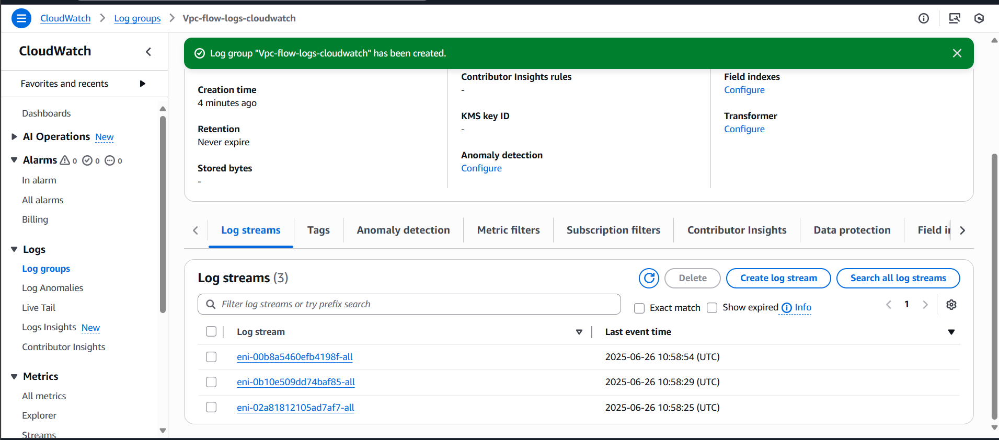 CloudWatch > Log groups > Vpc-flow-logs-cloudwatch
CloudWatch
Favorites and recents
Dashboards
AI Operations New
Alarms 0 0 0
In alarm
All alarms
Billing
Logs
Log groups
Log Anomalies
Live Tail
Logs Insights New
Contributor Insights
Metrics
All metrics
Explorer
Streams
Log group "Vpc-flow-logs-cloudwatch" has been created.
Creation time
4 minutes ago
Retention
Never expire
Stored bytes
-
Contributor Insights rules
-
KMS key ID
-
Anomaly detection
Configure
Field indexes
Configure
Transformer
Configure
Log streams Tags Anomaly detection Metric filters Subscription filters Contributor Insights Data protection Field i
Log streams (3)
Delete Create log stream Search all log streams
Filter log streams or try prefix search
Exact match Show expired Info 1
Log stream Last event time
eni-00b8a5460efb4198f-all 2025-06-26 10:58:54 (UTC)
eni-0b10e509dd74baf85-all 2025-06-26 10:58:29 (UTC)
eni-02a81812105ad7af7-all 2025-06-26 10:58:25 (UTC)